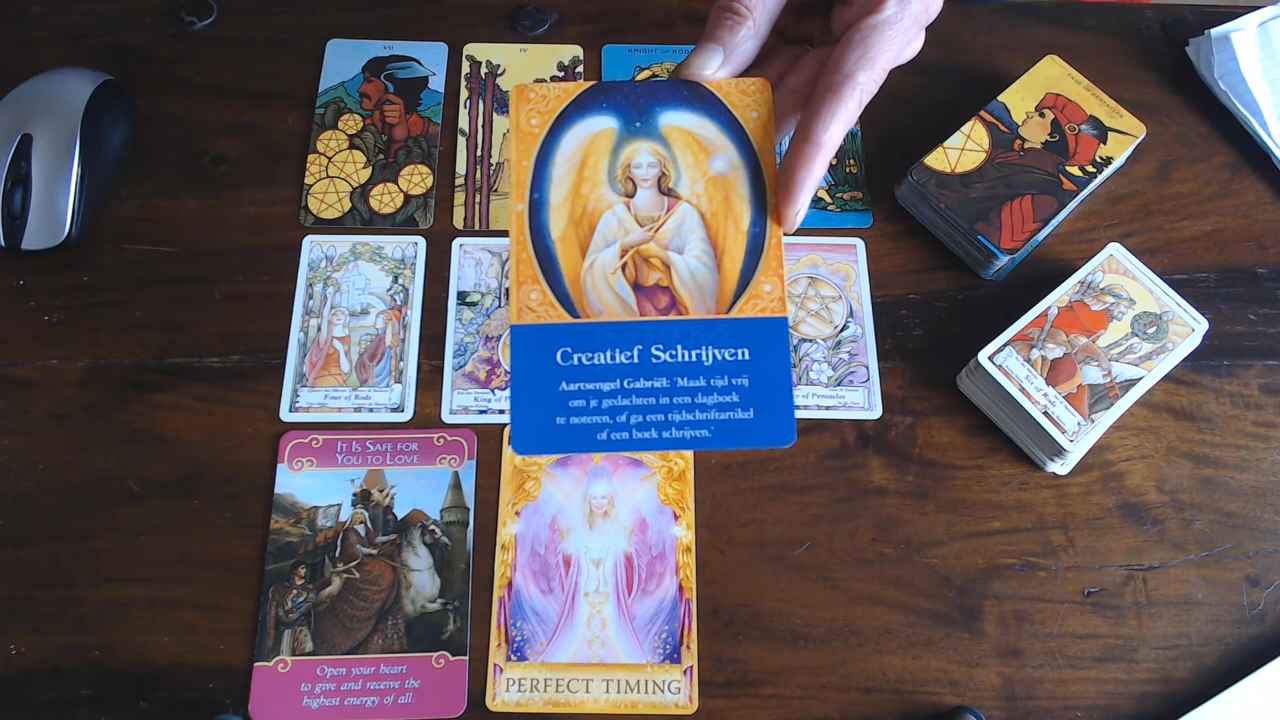 VII
IV
KNIGHT OF RODS
PAGE OF PENTACLES
Creatief Schrijven
Aartsengel Gabriël: 'Maak tijd vrij
om je gedachten in een dagboek
te noteren, of ga een tijdschriftartikel
of een boek schrijven.'
Four of Rods
King of P
of Pentacles
Six of Rods
IT IS SAFE FOR
YOU TO LOVE
Open your heart
to give and receive the
highest energy of all.
PERFECT TIMING